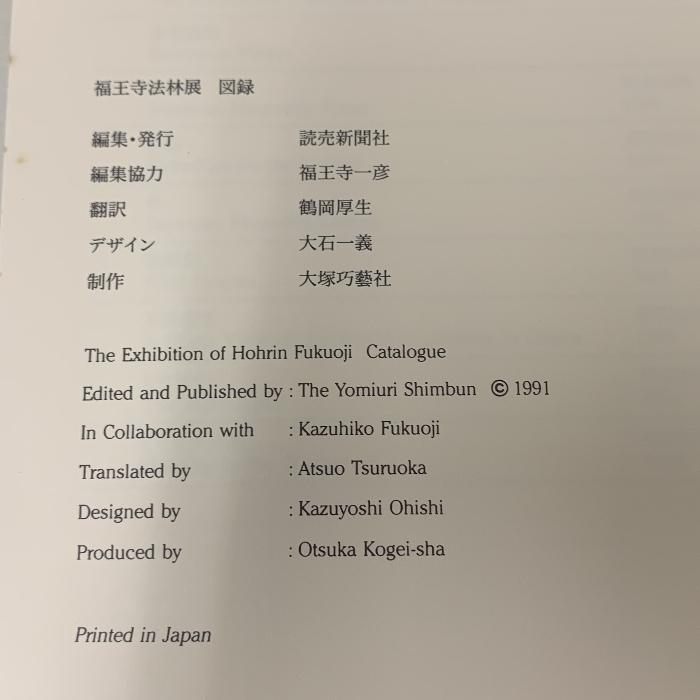 福王寺法林展　図録
編集・発行　読売新聞社
編集協力　福王寺一彦
翻訳　鶴岡厚生
デザイン　大石一義
制作　大塚巧藝社
The Exhibition of Hohrin Fukuoji Catalogue
Edited and Published by : The Yomiuri Shimbun © 1991
In Collaboration with : Kazuhiko Fukuoji
Translated by : Atsuo Tsuruoka
Designed by : Kazuyoshi Ohishi
Produced by : Otsuka Kogei-sha
Printed in Japan